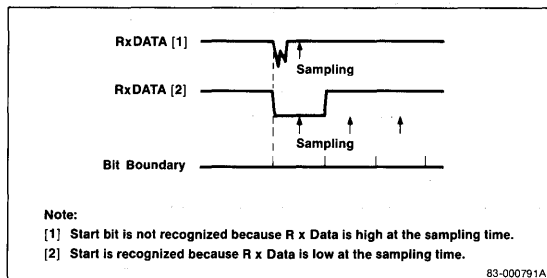 RxDATA [1]
Sampling
RxDATA [2]
Sampling
Bit Boundary
Note:
[1] Start bit is not recognized because R x Data is high at the sampling time.
[2] Start is recognized because R x Data is low at the sampling time.
83-000791A